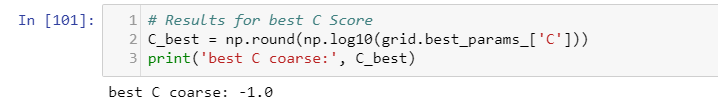 In [101]:
1 # Results for best C Score
2 C_best = np.round(np.log10(grid.best_params_['C']))
3 print('best C coarse:', C_best)
best C coarse: -1.0